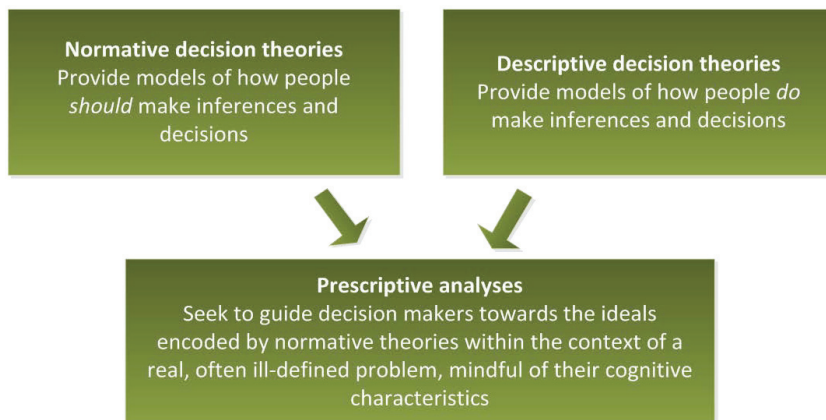 Normative decision theories
Provide models of how people
should make inferences and
decisions
Descriptive decision theories
Provide models of how people do
make inferences and decisions
Prescriptive analyses
Seek to guide decision makers towards the ideals
encoded by normative theories within the context of a
real, often ill-defined problem, mindful of their cognitive
characteristics